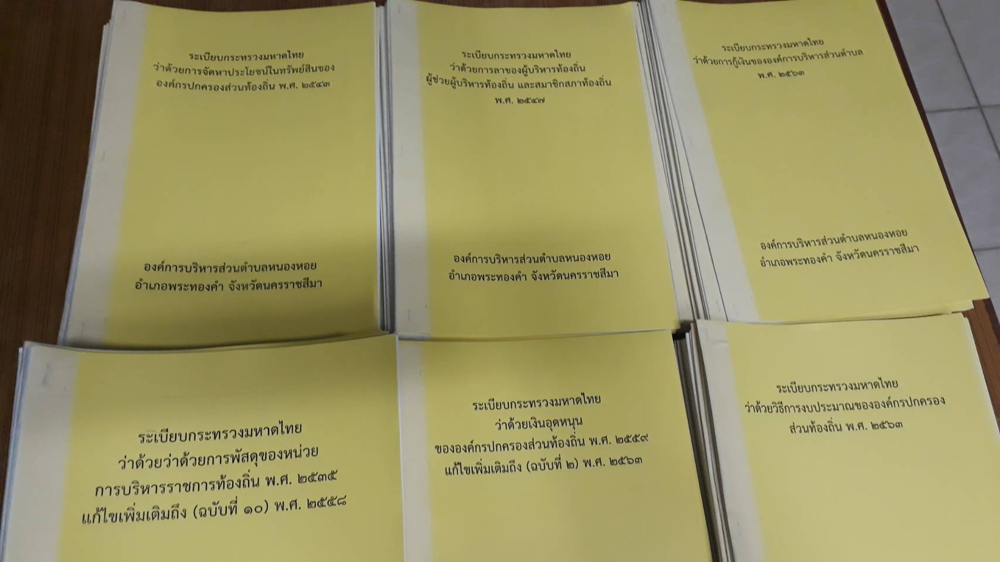 ระเบียบกระทรวงมหาดไทย
ว่าด้วยการจัดหาประโยชน์ในทรัพย์สินของ
องค์กรปกครองส่วนท้องถิ่น พ.ศ. ๒๕๔๓
องค์การบริหารส่วนตำบลหนองหอย
อำเภอพระทองคำ จังหวัดนครราชสีมา
ระเบียบกระทรวงมหาดไทย
ว่าด้วยการลาของผู้บริหารท้องถิ่น
ผู้ช่วยผู้บริหารท้องถิ่น และสมาชิกสภาท้องถิ่น
พ.ศ. ๒๕๔๗
องค์การบริหารส่วนตำบลหนองหอย
อำเภอพระทองคำ จังหวัดนครราชสีมา
ระเบียบกระทรวงมหาดไทย
ว่าด้วยการกู้เงินขององค์การบริหารส่วนตำบล
พ.ศ. ๒๕๖๓
องค์การบริหารส่วนตำบลหนองหอย
อำเภอพระทองคำ จังหวัดนครราชสีมา
ระเบียบกระทรวงมหาดไทย
ว่าด้วยว่าด้วยการพัสดุของหน่วย
การบริหารราชการท้องถิ่น พ.ศ. ๒๕๓๕
แก้ไขเพิ่มเติมถึง (ฉบับที่ ๑๐) พ.ศ. ๒๕๕๘
ระเบียบกระทรวงมหาดไทย
ว่าด้วยเงินอุดหนุน
ขององค์กรปกครองส่วนท้องถิ่น พ.ศ. ๒๕๕๙
แก้ไขเพิ่มเติมถึง (ฉบับที่ ๒) พ.ศ. ๒๕๖๓
ระเบียบกระทรวงมหาดไทย
ว่าด้วยวิธีการงบประมาณขององค์กรปกครอง
ส่วนท้องถิ่น พ.ศ. ๒๕๖๓